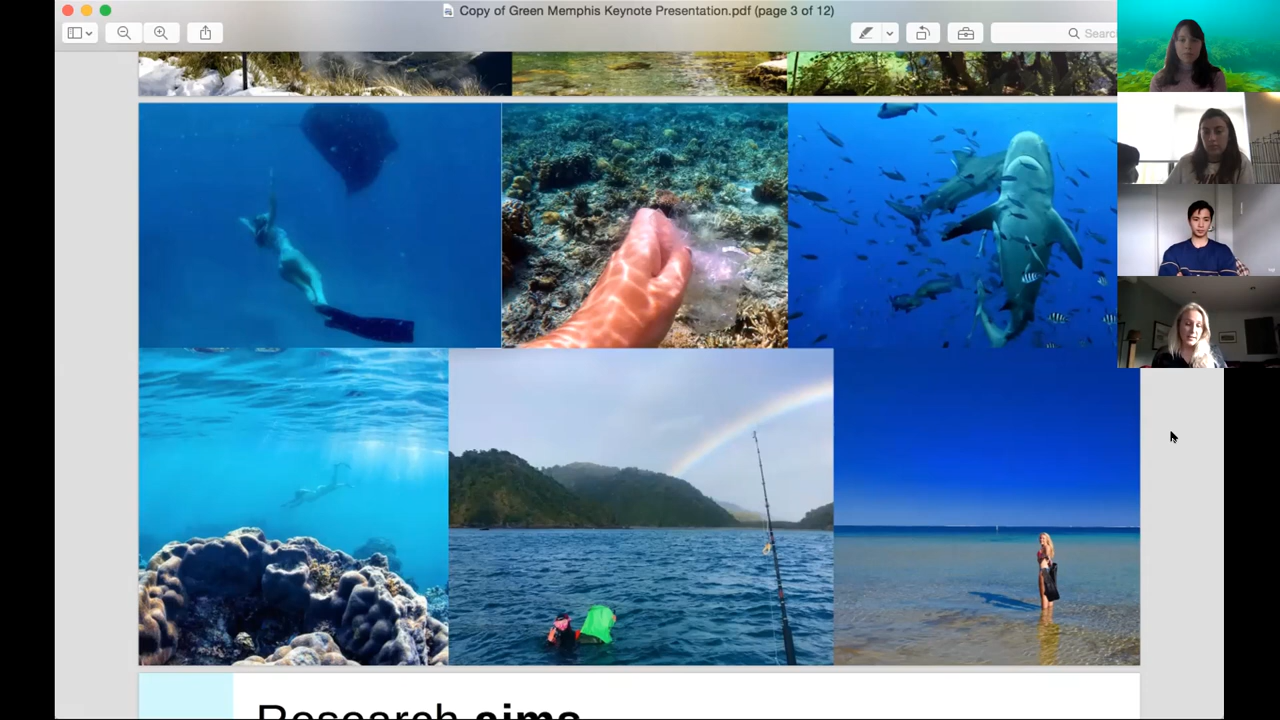 Copy of Green Memphis Keynote Presentation.pdf (page 3 of 12)
Search
Research aims